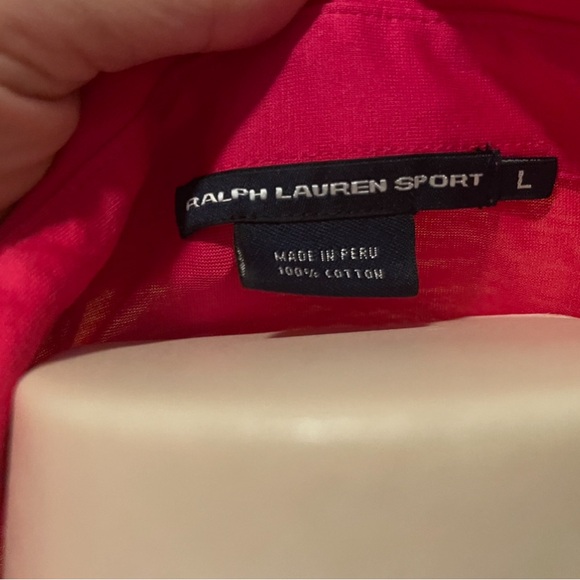 RALPH LAUREN SPORT L
MADE IN PERU
100% COTTON